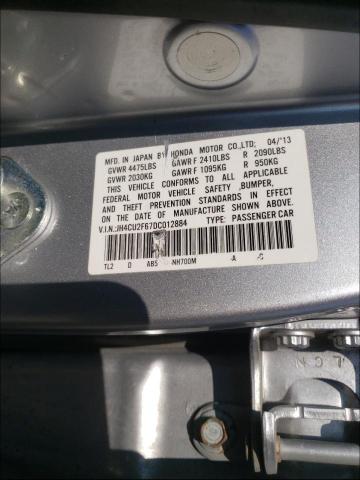 MFD. IN JAPAN BY HONDA MOTOR CO.,LTD; 04/'13
GVWR 4475LBS GAWR F 2410LBS R 2090LBS
GVWR 2030KG GAWR F 1095KG R 950KG
THIS VEHICLE CONFORMS TO ALL APPLICABLE
FEDERAL MOTOR VEHICLE SAFETY ,BUMPER,
AND THEFT PREVENTION STANDARDS IN EFFECT
ON THE DATE OF MANUFACTURE SHOWN ABOVE.
V.I.N.:JH4CU2F67DC012884 TYPE: PASSENGER CAR
TL2 0 AB5 NH700M -A -C
L C N